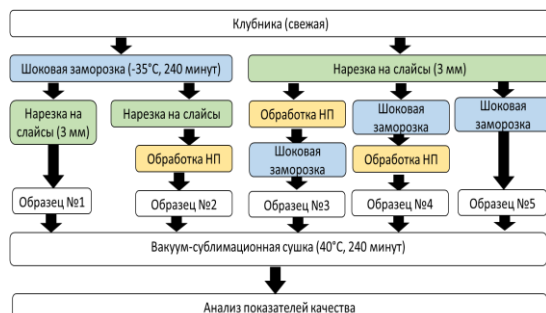 Клубника (свежая)
Шоковая заморозка (-35°C, 240 минут)
Нарезка на слайсы (3 мм)
Нарезка на
слайсы (3 мм)
Нарезка на слайсы
Обработка НП
Шоковая
заморозка
Шоковая
заморозка
Обработка НП
Шоковая
заморозка
Обработка НП
Образец №1
Образец №2
Образец №3
Образец №4
Образец №5
Вакуум-сублимационная сушка (40°C, 240 минут)
Анализ показателей качества